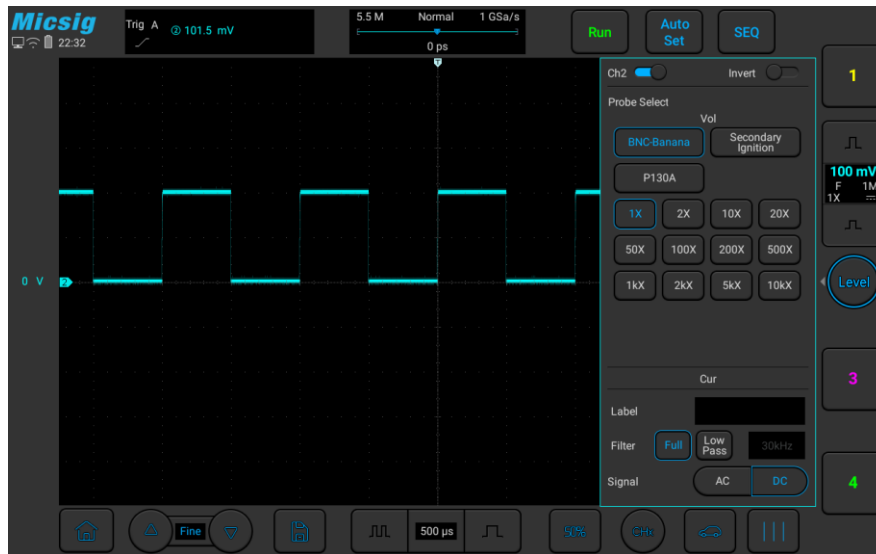 Micsig
22:32
Trig A
② 101.5 mV
5.5 M Normal 1 GSa/s
0 ps
T
Run
Auto
Set
SEQ
Ch2
Invert
1
Probe Select
Vol
BNC-Banana
Secondary
Ignition
P130A
100 mV
F 1M
1X
1X 2X 10X 20X
50X 100X 200X 500X
1kX 2kX 5kX 10kX
0 V
2
Level
Cur
3
Label
Filter
Full
Low
Pass
30kHz
Signal
AC
DC
4
Fine
500 µs
50%
CHx